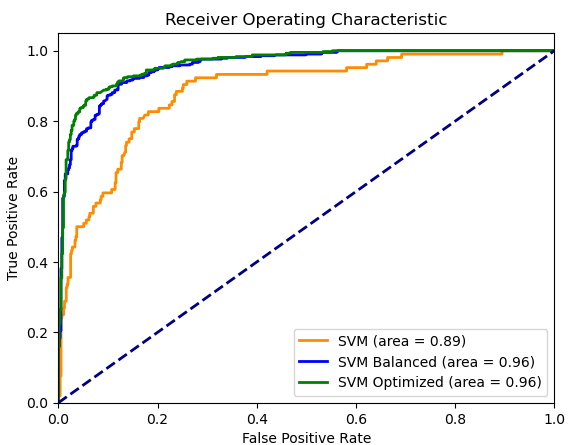 Receiver Operating Characteristic
True Positive Rate
1.0
0.8
0.6
0.4
0.2
0.0
SVM (area = 0.89)
SVM Balanced (area = 0.96)
SVM Optimized (area = 0.96)
0.0 0.2 0.4 0.6 0.8 1.0
False Positive Rate